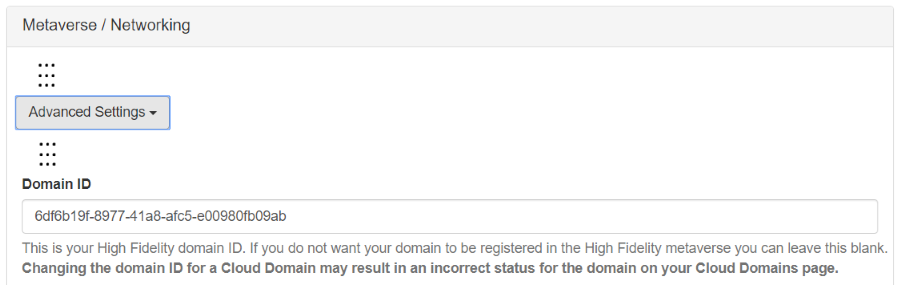 Metaverse / Networking
Advanced Settings
Domain ID
6df6b19f-8977-41a8-afc5-e00980fb09ab
This is your High Fidelity domain ID. If you do not want your domain to be registered in the High Fidelity metaverse you can leave this blank.
Changing the domain ID for a Cloud Domain may result in an incorrect status for the domain on your Cloud Domains page.